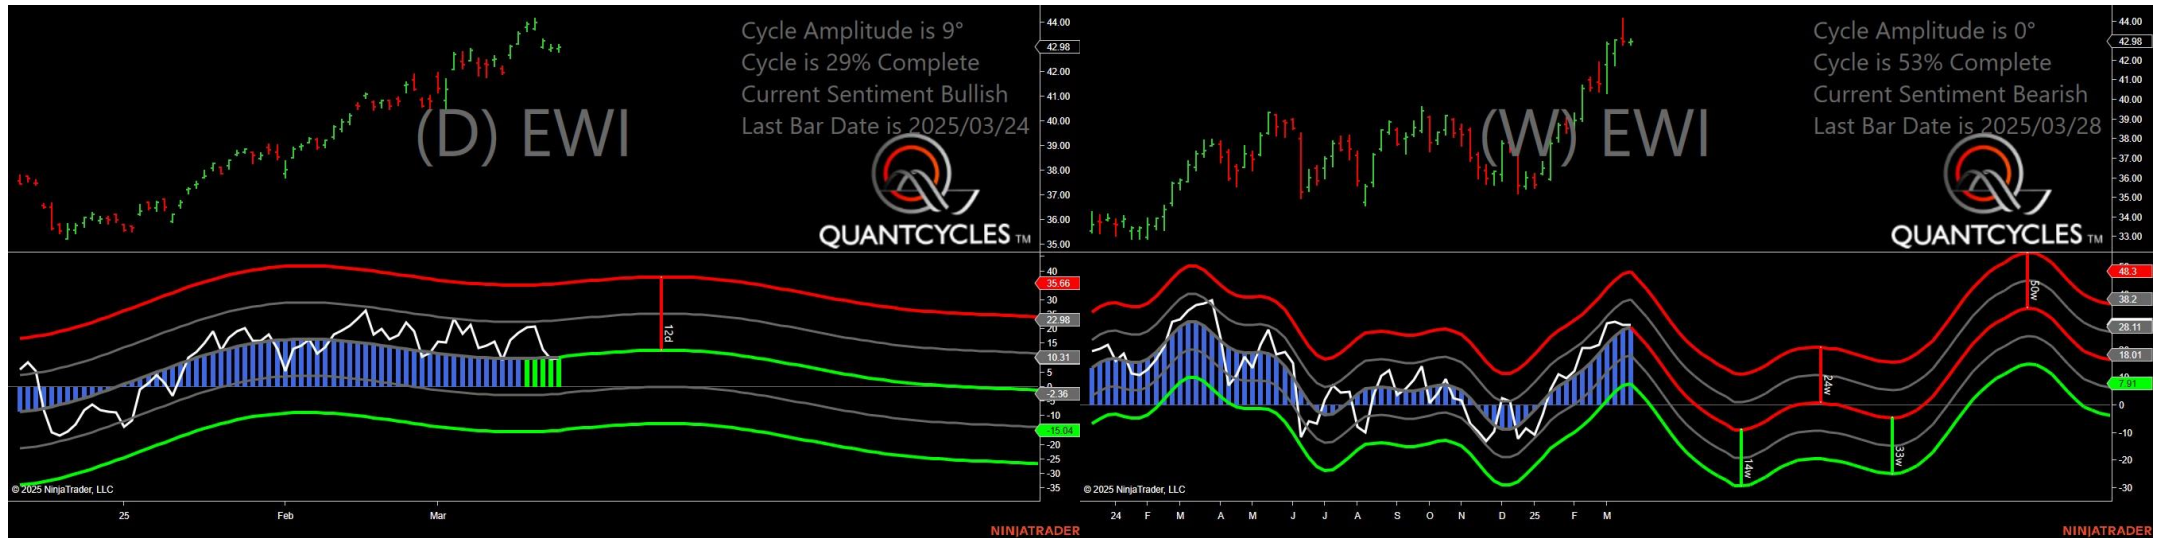 Cycle Amplitude is 9°
Cycle is 29% Complete
Current Sentiment Bullish
Last Bar Date is 2025/03/24
(D) EWI
QUANTCYCLES TM
44.00
42.98
42.00
41.00
40.00
39.00
38.00
37.00
36.00
35.00
40
35.66
30
22.98
20
15
10.31
5
-2.36
-5
-10
-15.04
-20
-25
-30
-35
12d
© 2025 NinjaTrader, LLC
25 Feb Mar
NINJATRADER
Cycle Amplitude is 0°
Cycle is 53% Complete
Current Sentiment Bearish
Last Bar Date is 2025/03/28
(W) EWI
QUANTCYCLES TM
44.00
42.98
42.00
41.00
40.00
39.00
38.00
37.00
36.00
35.00
34.00
33.00
48.3
38.2
28.11
18.01
7.91
0
-10
-20
-30
14w
24w
33w
50w
© 2025 NinjaTrader, LLC
24 F M A M J J A S O N D 25 F M
NINJATRADER